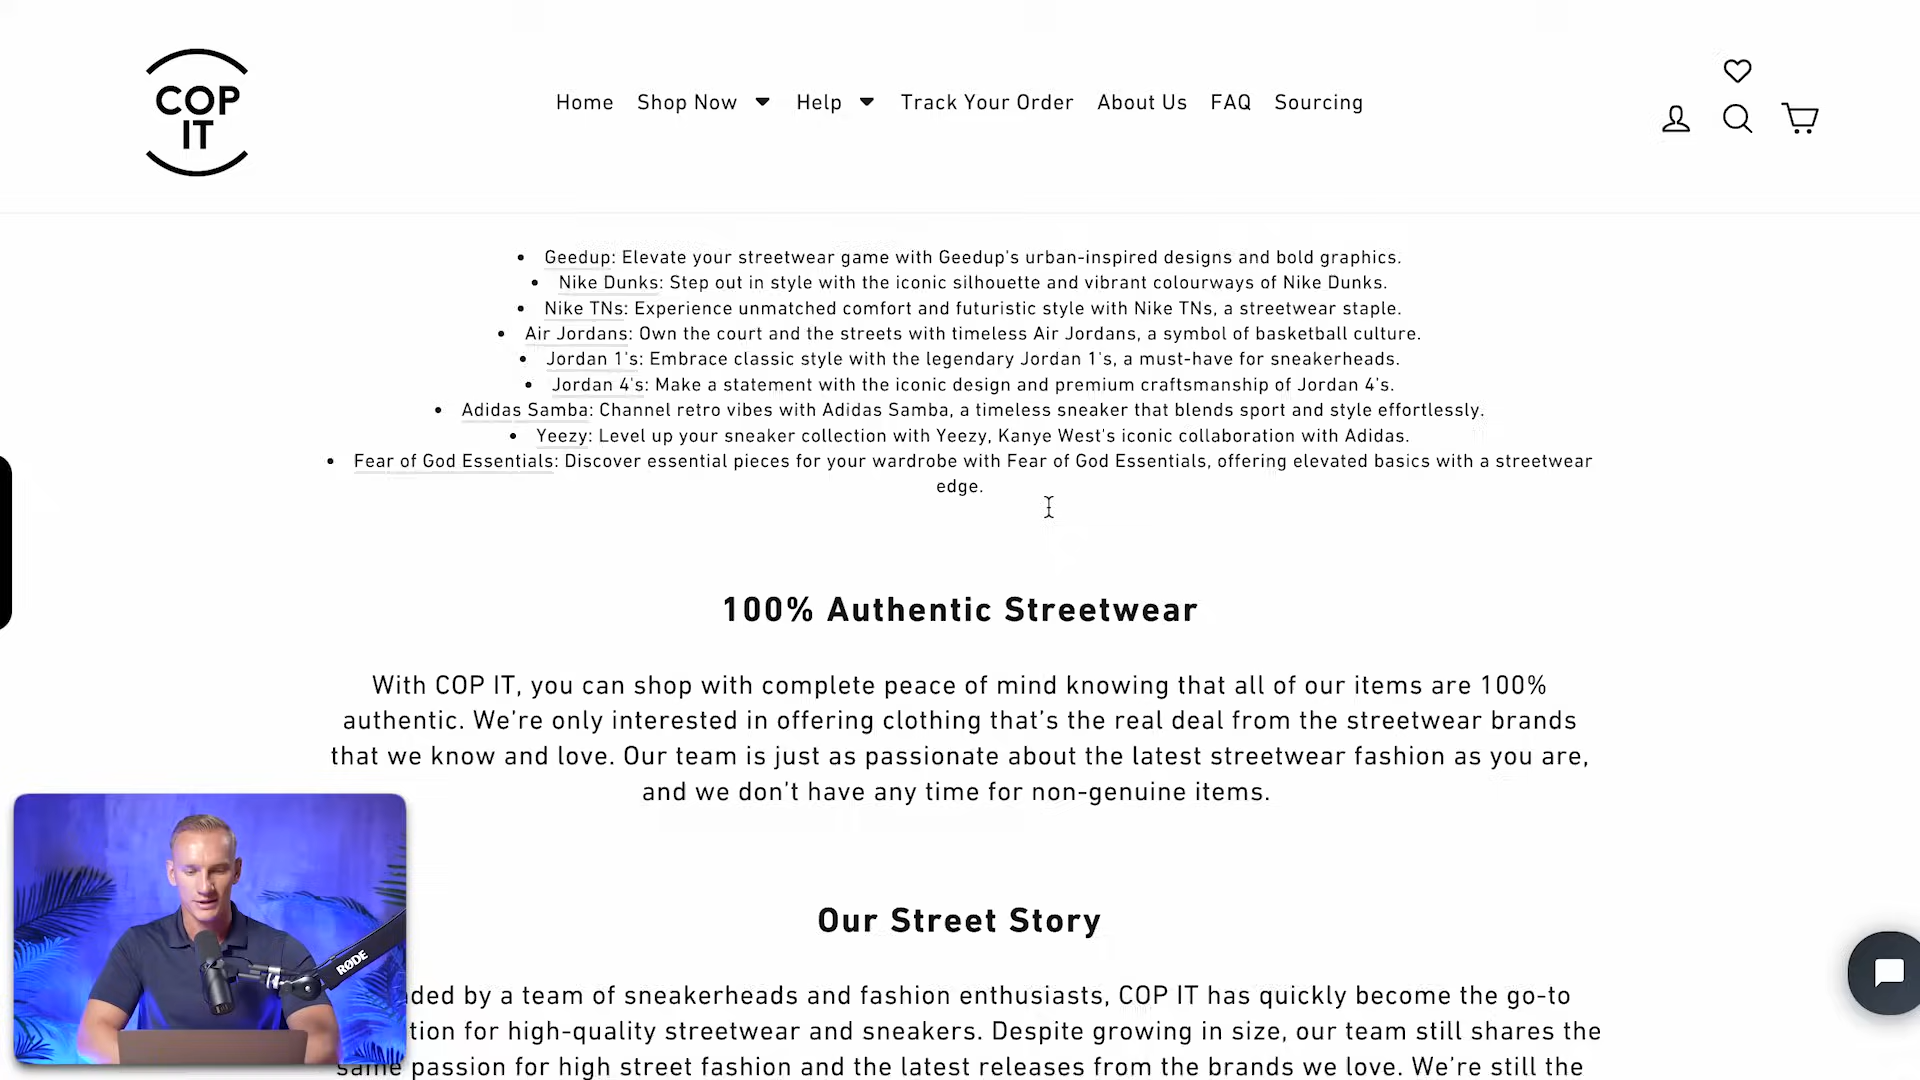 COP
IT
Home Shop Now Help Track Your Order About Us FAQ Sourcing
Geedup: Elevate your streetwear game with Geedup's urban-inspired designs and bold graphics.
Nike Dunks: Step out in style with the iconic silhouette and vibrant colourways of Nike Dunks.
Nike TNs: Experience unmatched comfort and futuristic style with Nike TNs, a streetwear staple.
Air Jordans: Own the court and the streets with timeless Air Jordans, a symbol of basketball culture.
Jordan 1's: Embrace classic style with the legendary Jordan 1's, a must-have for sneakerheads.
Jordan 4's: Make a statement with the iconic design and premium craftsmanship of Jordan 4's.
Adidas Samba: Channel retro vibes with Adidas Samba, a timeless sneaker that blends sport and style effortlessly.
Yeezy: Level up your sneaker collection with Yeezy, Kanye West's iconic collaboration with Adidas.
Fear of God Essentials: Discover essential pieces for your wardrobe with Fear of God Essentials, offering elevated basics with a streetwear
edge.
100% Authentic Streetwear
With COP IT, you can shop with complete peace of mind knowing that all of our items are 100%
authentic. We’re only interested in offering clothing that’s the real deal from the streetwear brands
that we know and love. Our team is just as passionate about the latest streetwear fashion as you are,
and we don’t have any time for non-genuine items.
Our Street Story
by a team of sneakerheads and fashion enthusiasts, COP IT has quickly become the go-to
for high-quality streetwear and sneakers. Despite growing in size, our team still shares the
same passion for high street fashion and the latest releases from the brands we love. We’re still the
RØDE